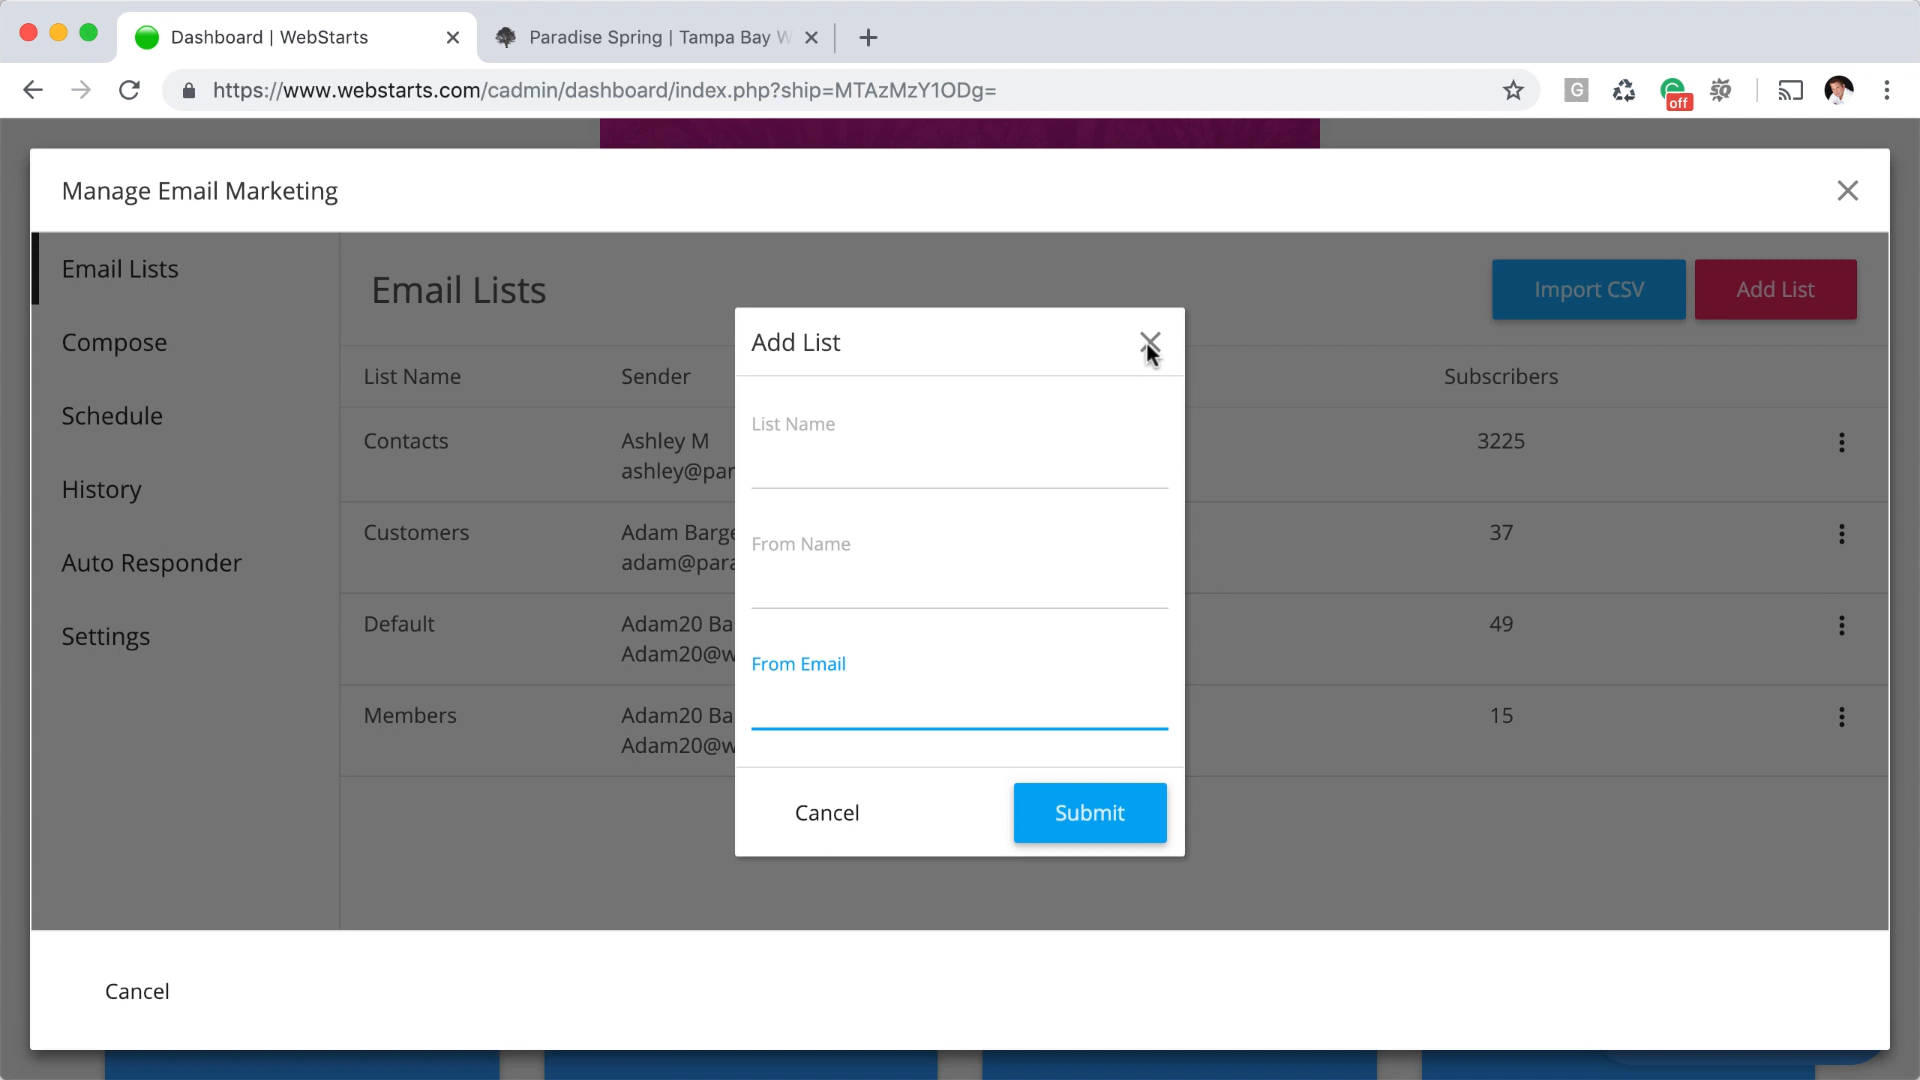 Dashboard | WebStarts
Paradise Spring | Tampa Bay W
https://www.webstarts.com/cadmin/dashboard/index.php?ship=MTAzMzY1ODg=
G
off
Manage Email Marketing
Email Lists
Compose
Schedule
History
Auto Responder
Settings
Email Lists
Import CSV
Add List
List Name
Sender
Subscribers
Contacts
Ashley M
ashley@par
3225
Customers
Adam Barge
adam@para
37
Default
Adam20 Ba
Adam20@w
49
Members
Adam20 Ba
Adam20@w
15
Add List
List Name
From Name
From Email
Cancel
Submit
Cancel